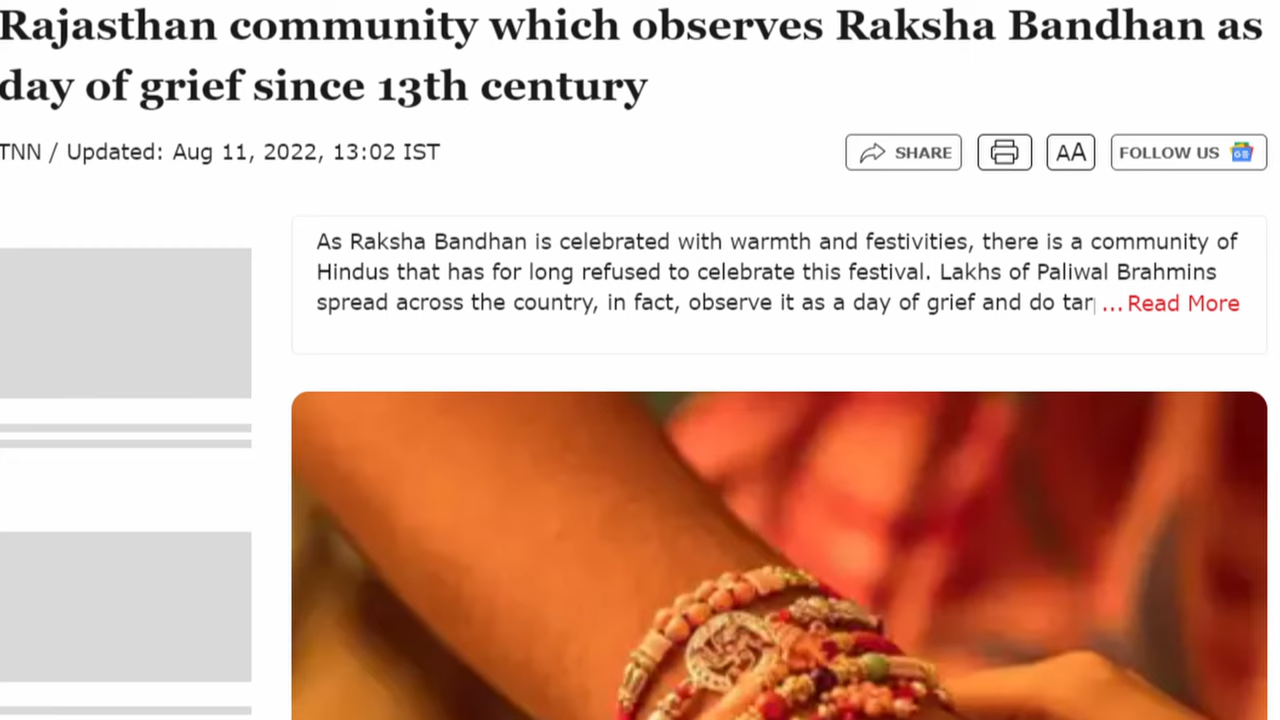 Rajasthan community which observes Raksha Bandhan as
day of grief since 13th century
TNN / Updated: Aug 11, 2022, 13:02 IST
SHARE
AA
FOLLOW US
As Raksha Bandhan is celebrated with warmth and festivities, there is a community of
Hindus that has for long refused to celebrate this festival. Lakhs of Paliwal Brahmins
spread across the country, in fact, observe it as a day of grief and do tar ... Read More